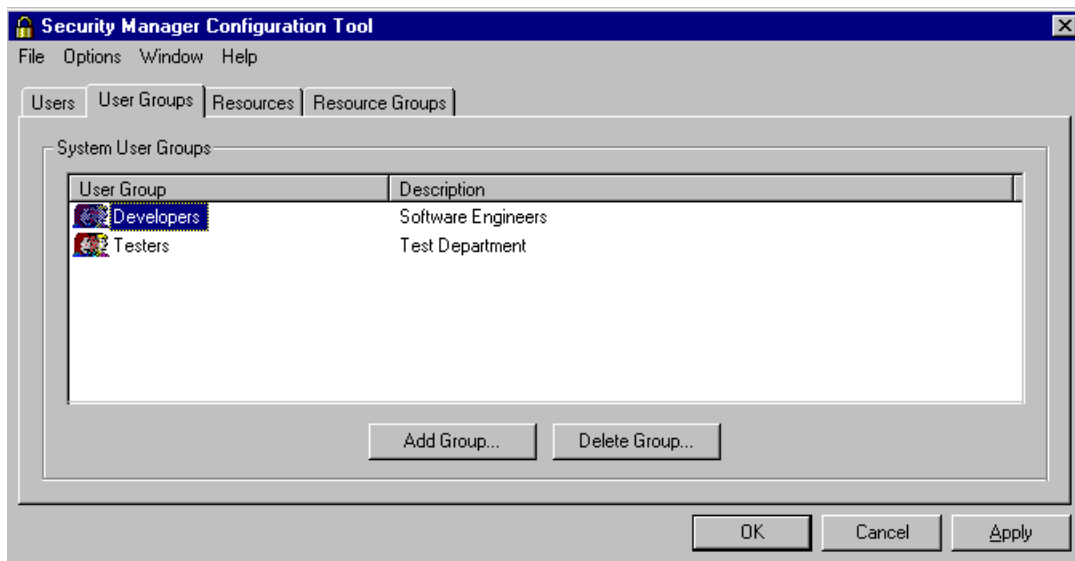 Security Manager Configuration Tool
File Options Window Help
Users User Groups Resources Resource Groups
System User Groups
User Group Description
Developers Software Engineers
Testers Test Department
Add Group... Delete Group...
OK Cancel Apply